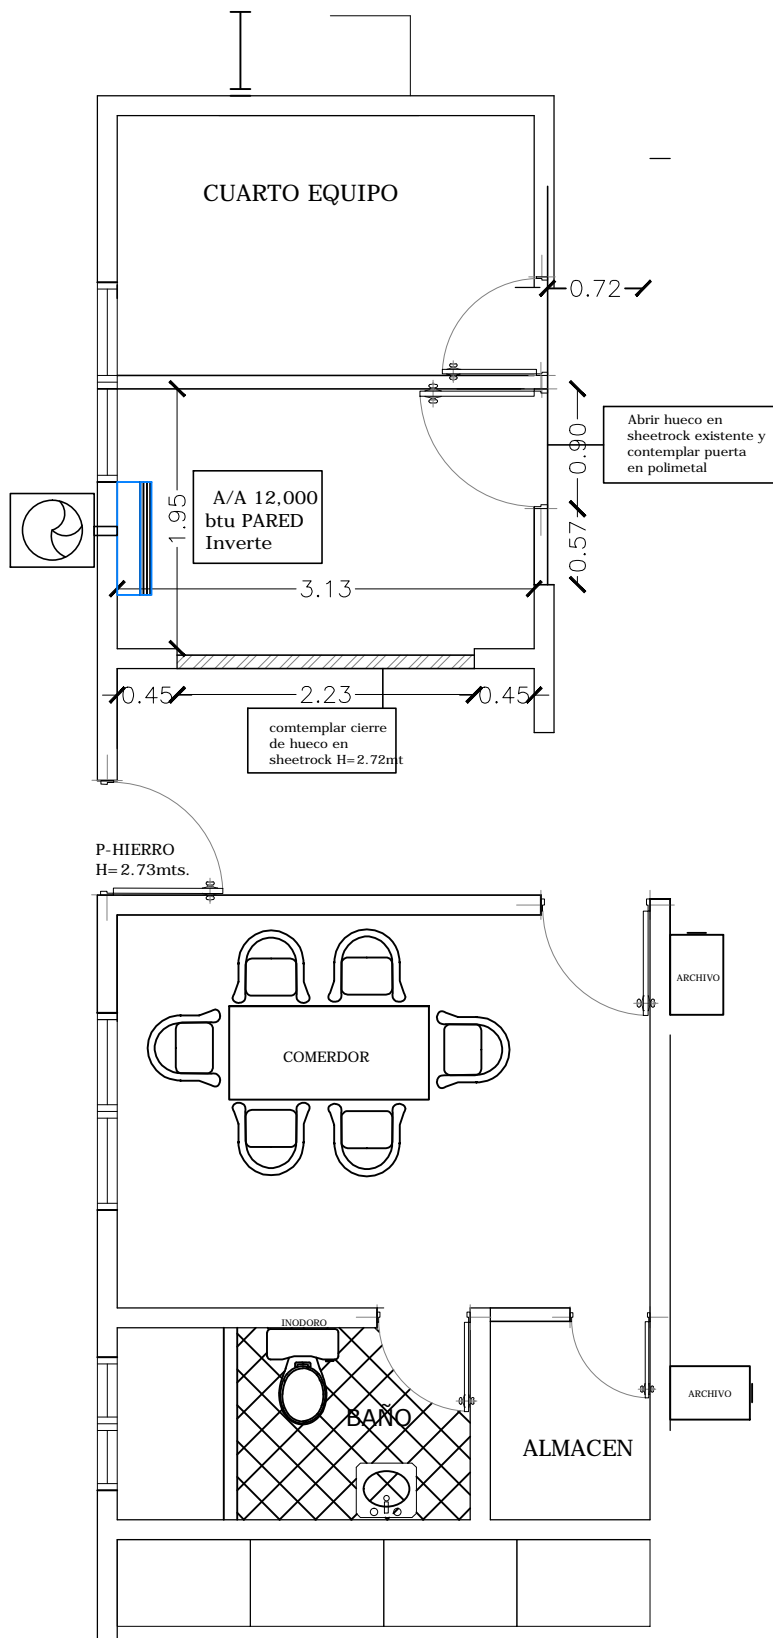 CUARTO EQUIPO
0.72
Abrir hueco en
sheetrock existente y
contemplar puerta
en polimetal
0.90
A/A 12,000
btu PARED
Inverte
1.95
0.57
3.13
0.45
2.23
0.45
comtemplar cierre
de hueco en
sheetrock H=2.72mt
P-HIERRO
H=2.73mts.
ARCHIVO
COMERDOR
INODORO
ARCHIVO
BAÑO
ALMACEN